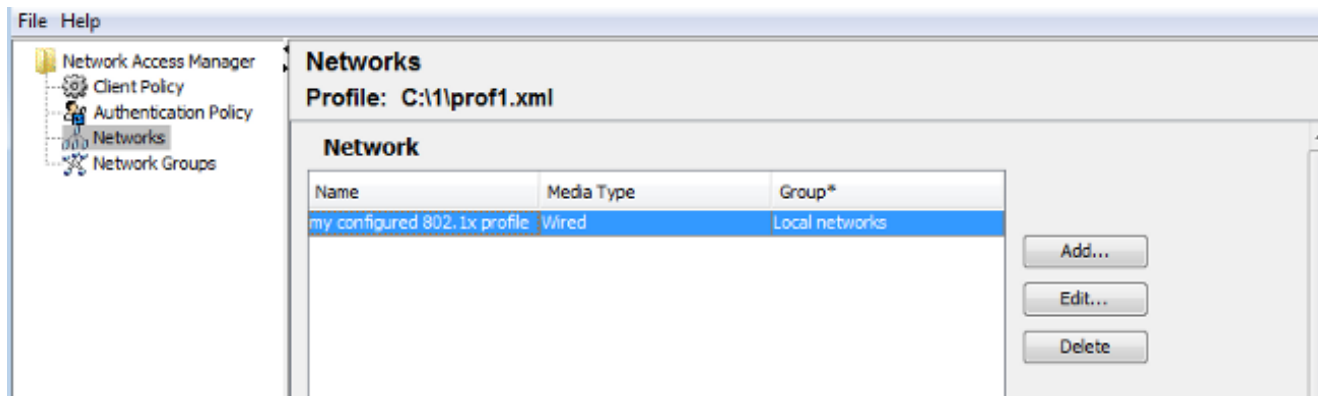 File Help
Network Access Manager
Client Policy
Authentication Policy
Networks
Network Groups
Networks
Profile: C:\1\prof1.xml
Network
Name Media Type Group*
my configured 802.1x profile Wired Local networks
Add...
Edit...
Delete